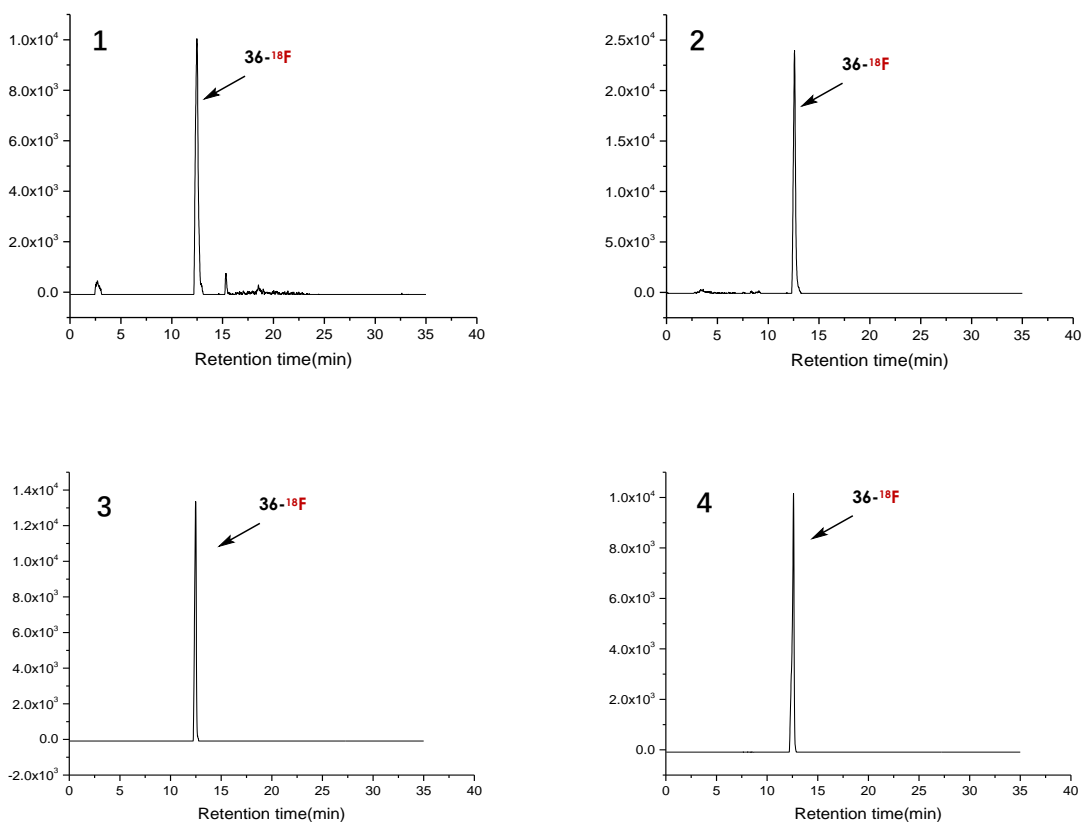 1
36-¹⁸F
1.0x10⁴
8.0x10³
6.0x10³
4.0x10³
2.0x10³
0.0
0 5 10 15 20 25 30 35 40
Retention time(min)
2
36-¹⁸F
2.5x10⁴
2.0x10⁴
1.5x10⁴
1.0x10⁴
5.0x10³
0.0
0 5 10 15 20 25 30 35 40
Retention time(min)
3
36-¹⁸F
1.4x10⁴
1.2x10⁴
1.0x10⁴
8.0x10³
6.0x10³
4.0x10³
2.0x10³
0.0
-2.0x10³
0 5 10 15 20 25 30 35 40
Retention time(min)
4
36-¹⁸F
1.0x10⁴
8.0x10³
6.0x10³
4.0x10³
2.0x10³
0.0
0 5 10 15 20 25 30 35 40
Retention time(min)